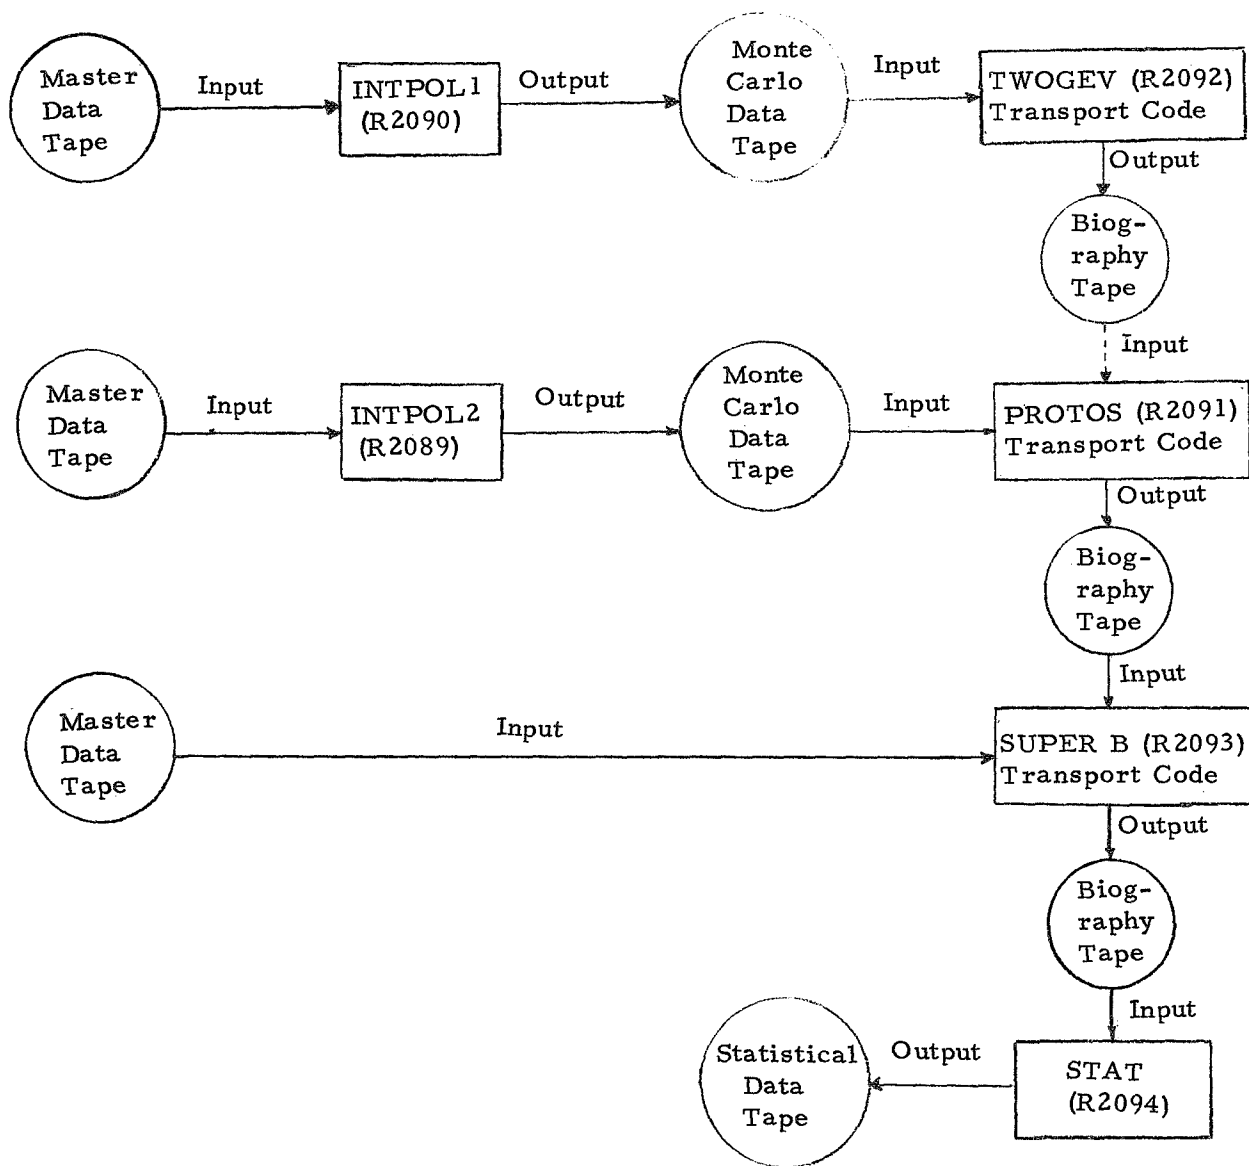 Master
Data
Tape
Input
INTPOL1
(R2090)
Output
Monte
Carlo
Data
Tape
Input
TWOGEV (R2092)
Transport Code
Output
Biog-
raphy
Tape
Input
Master
Data
Tape
Input
INTPOL2
(R2089)
Output
Monte
Carlo
Data
Tape
Input
PROTOS (R2091)
Transport Code
Output
Biog-
raphy
Tape
Input
Master
Data
Tape
Input
SUPER B (R2093)
Transport Code
Output
Biog-
raphy
Tape
Input
STAT
(R2094)
Output
Statistical
Data
Tape